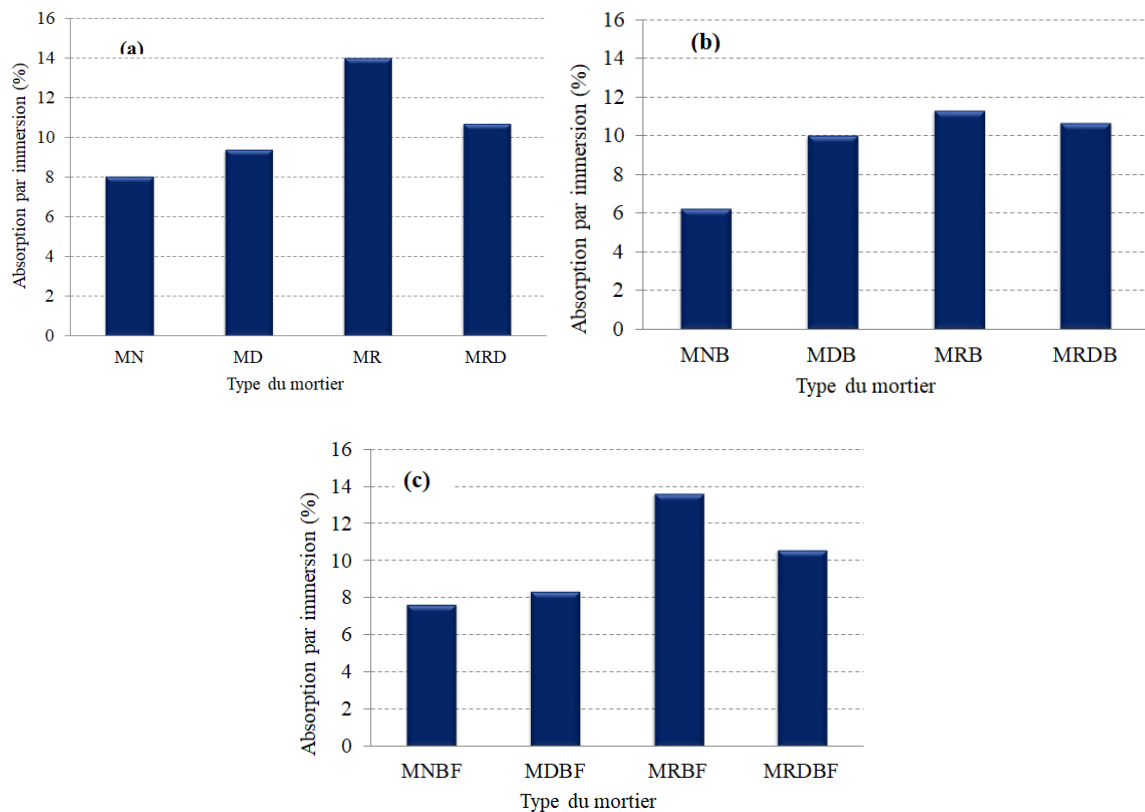 (a)
Absorption par immersion (%)
16
14
12
10
8
6
4
2
0
MN MD MR MRD
Type du mortier
(b)
Absorption par immersion (%)
16
14
12
10
8
6
4
2
0
MNB MDB MRB MRDB
Type du mortier
(c)
Absorption par immersion (%)
16
14
12
10
8
6
4
2
0
MNBF MDBF MRBF MRDBF
Type du mortier